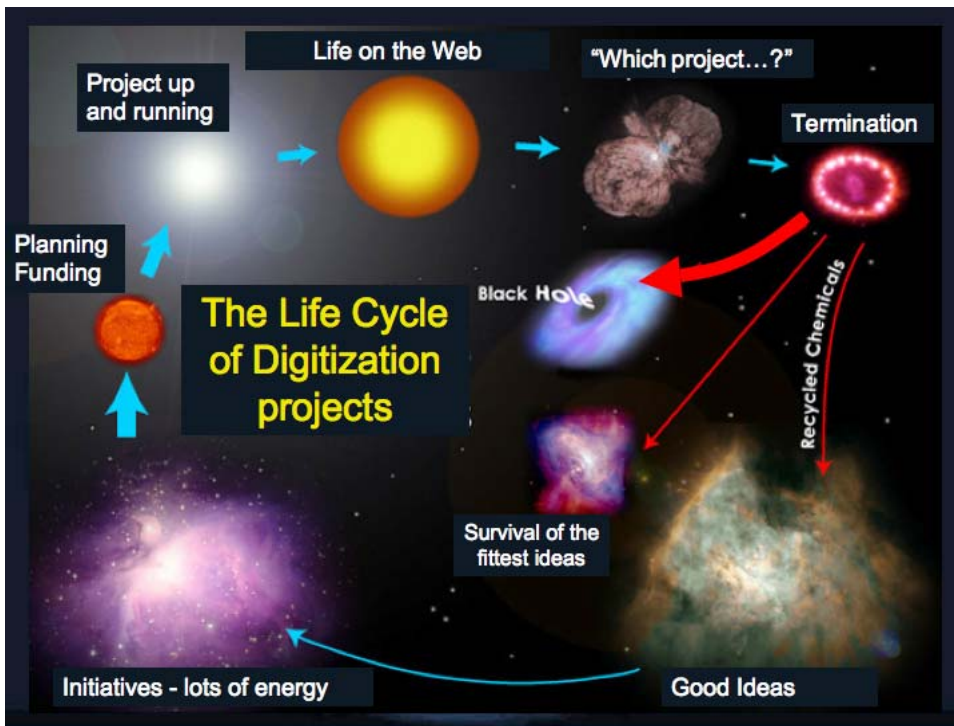 Life on the Web
“Which project…?”
Project up
and running
Termination
Planning
Funding
The Life Cycle
of Digitization
projects
Black Hole
Recycled Chemicals
Survival of the
fittest ideas
Initiatives - lots of energy
Good Ideas